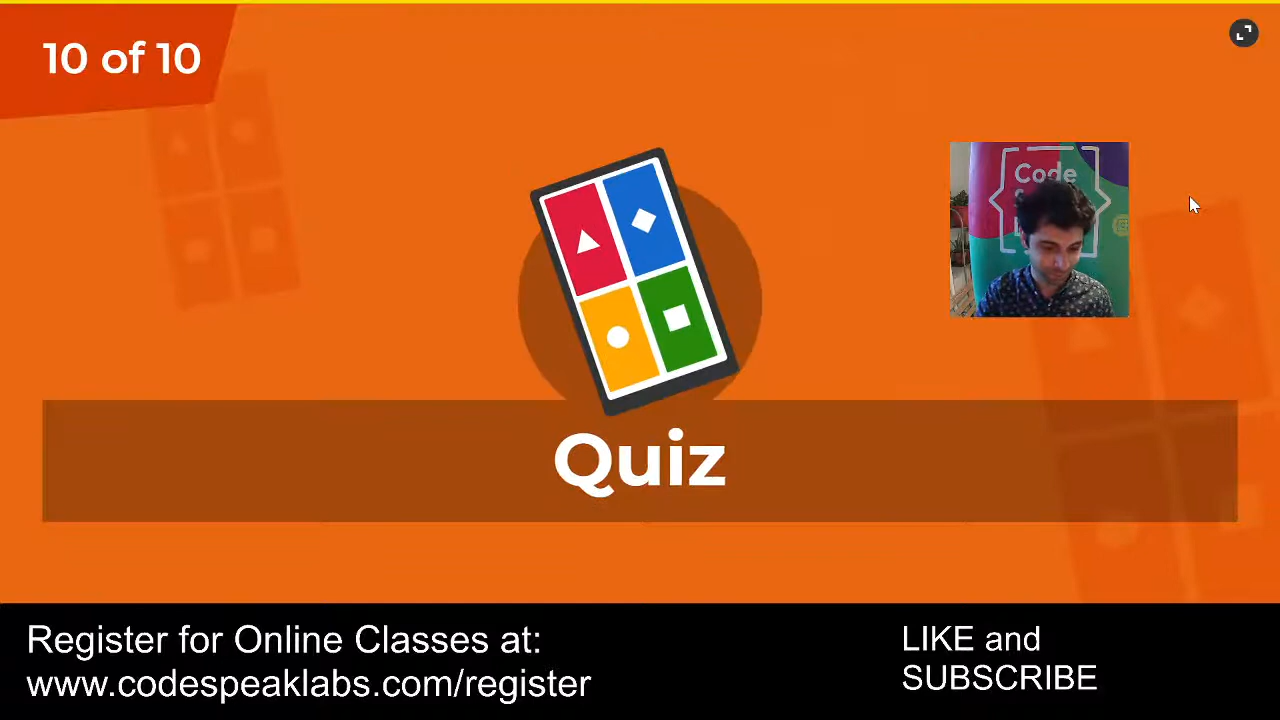 10 of 10
Code
Quiz
Register for Online Classes at:
www.codespeaklabs.com/register
LIKE and
SUBSCRIBE